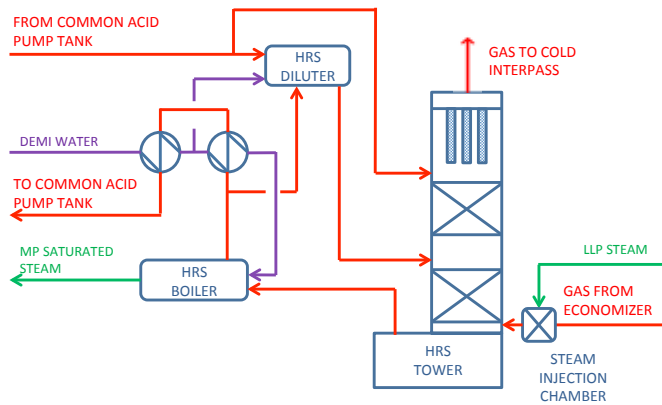 FROM COMMON ACID
PUMP TANK
HRS
DILUTER
GAS TO COLD
INTERPASS
DEMI WATER
TO COMMON ACID
PUMP TANK
MP SATURATED
STEAM
HRS
BOILER
LLP STEAM
GAS FROM
ECONOMIZER
HRS
TOWER
STEAM
INJECTION
CHAMBER